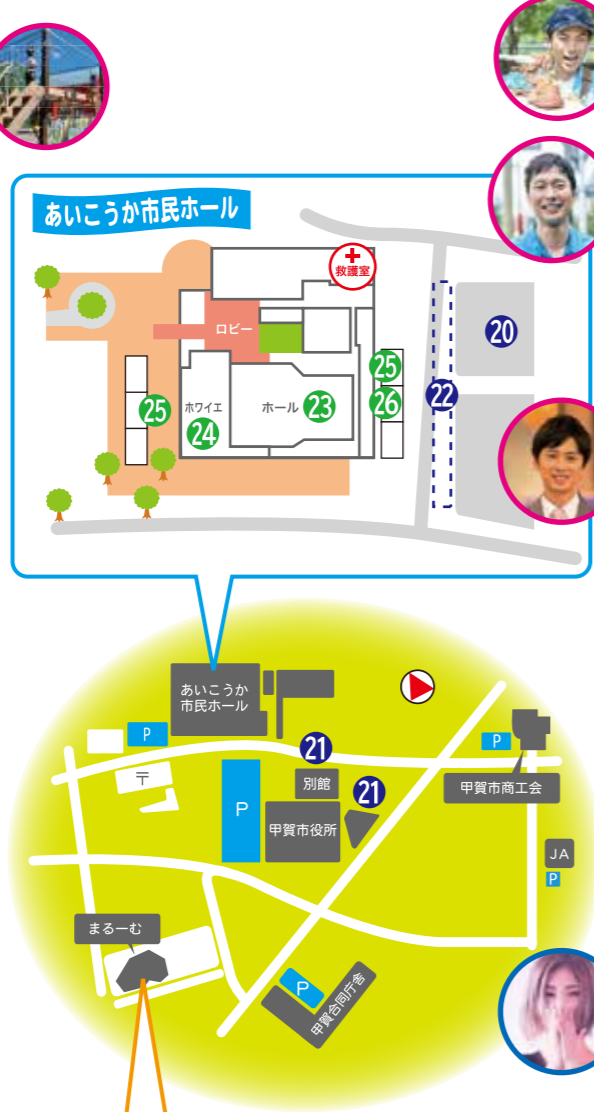 あいこうか市民ホール
救護室
ロビー
20
25
22
25
ホワイエ
ホール
23
26
24
あいこうか
市民ホール
P
21
P
〒
別館
21
甲賀市商工会
P
甲賀市役所
JA
P
まるーむ
P
甲賀合同庁舎